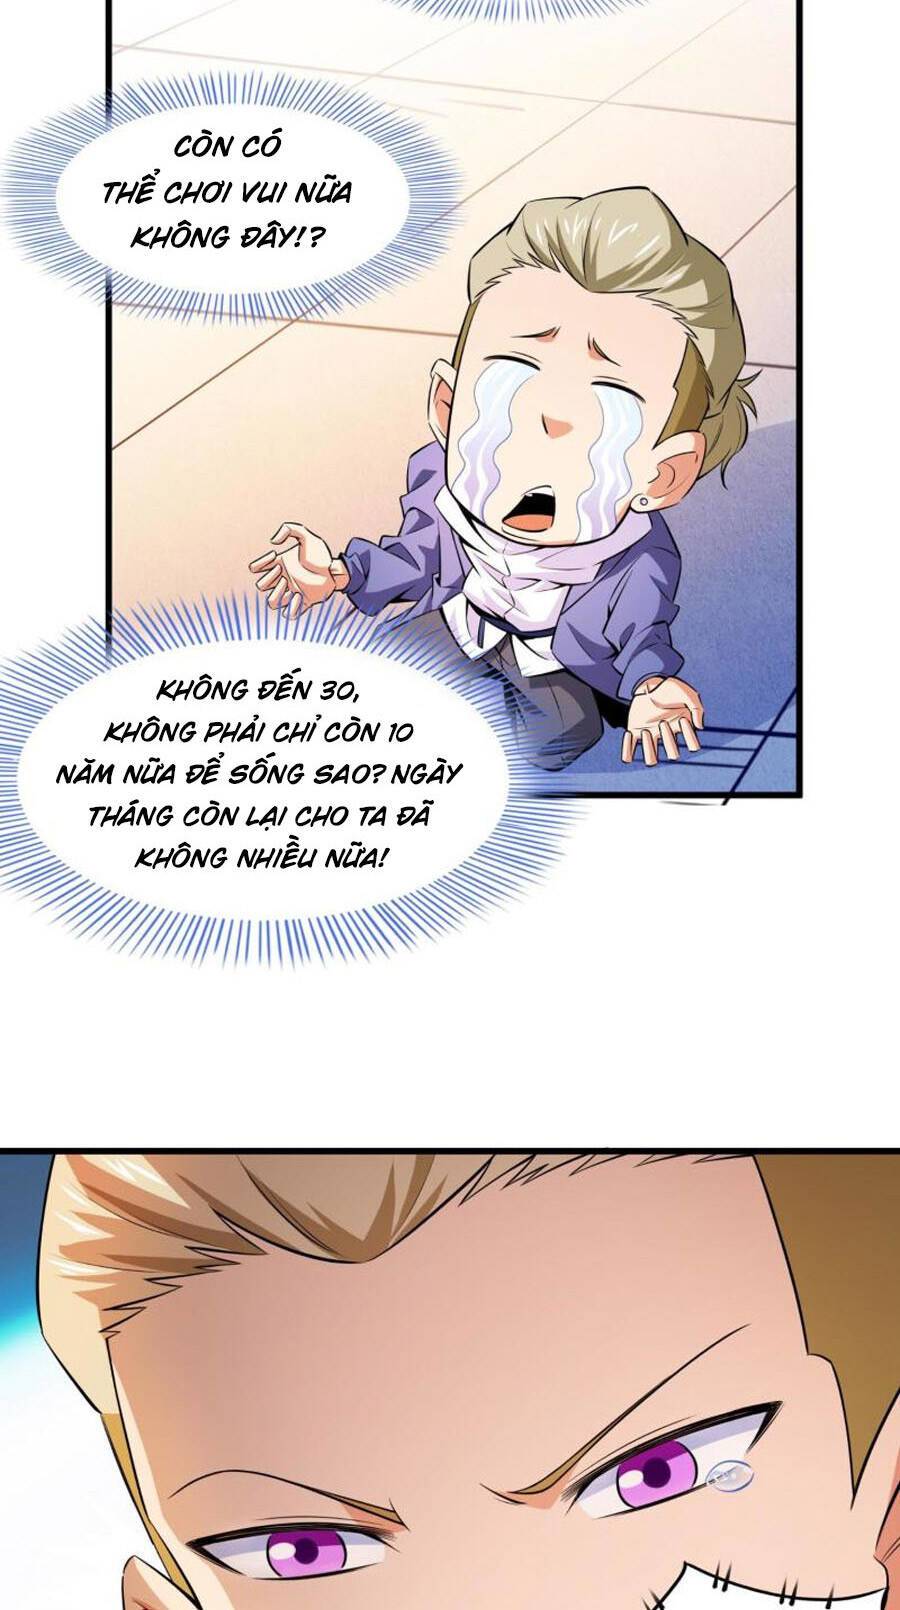 CÒN CÓ
THỂ CHƠI VUI NỮA
KHÔNG ĐÂY!?
KHÔNG ĐẾN 30,
KHÔNG PHẢI CHỈ CÒN 10
NĂM NỮA ĐỂ SỐNG SAO? NGÀY
THÁNG CÒN LẠI CHO TA ĐÃ
KHÔNG NHIỀU NỮA!